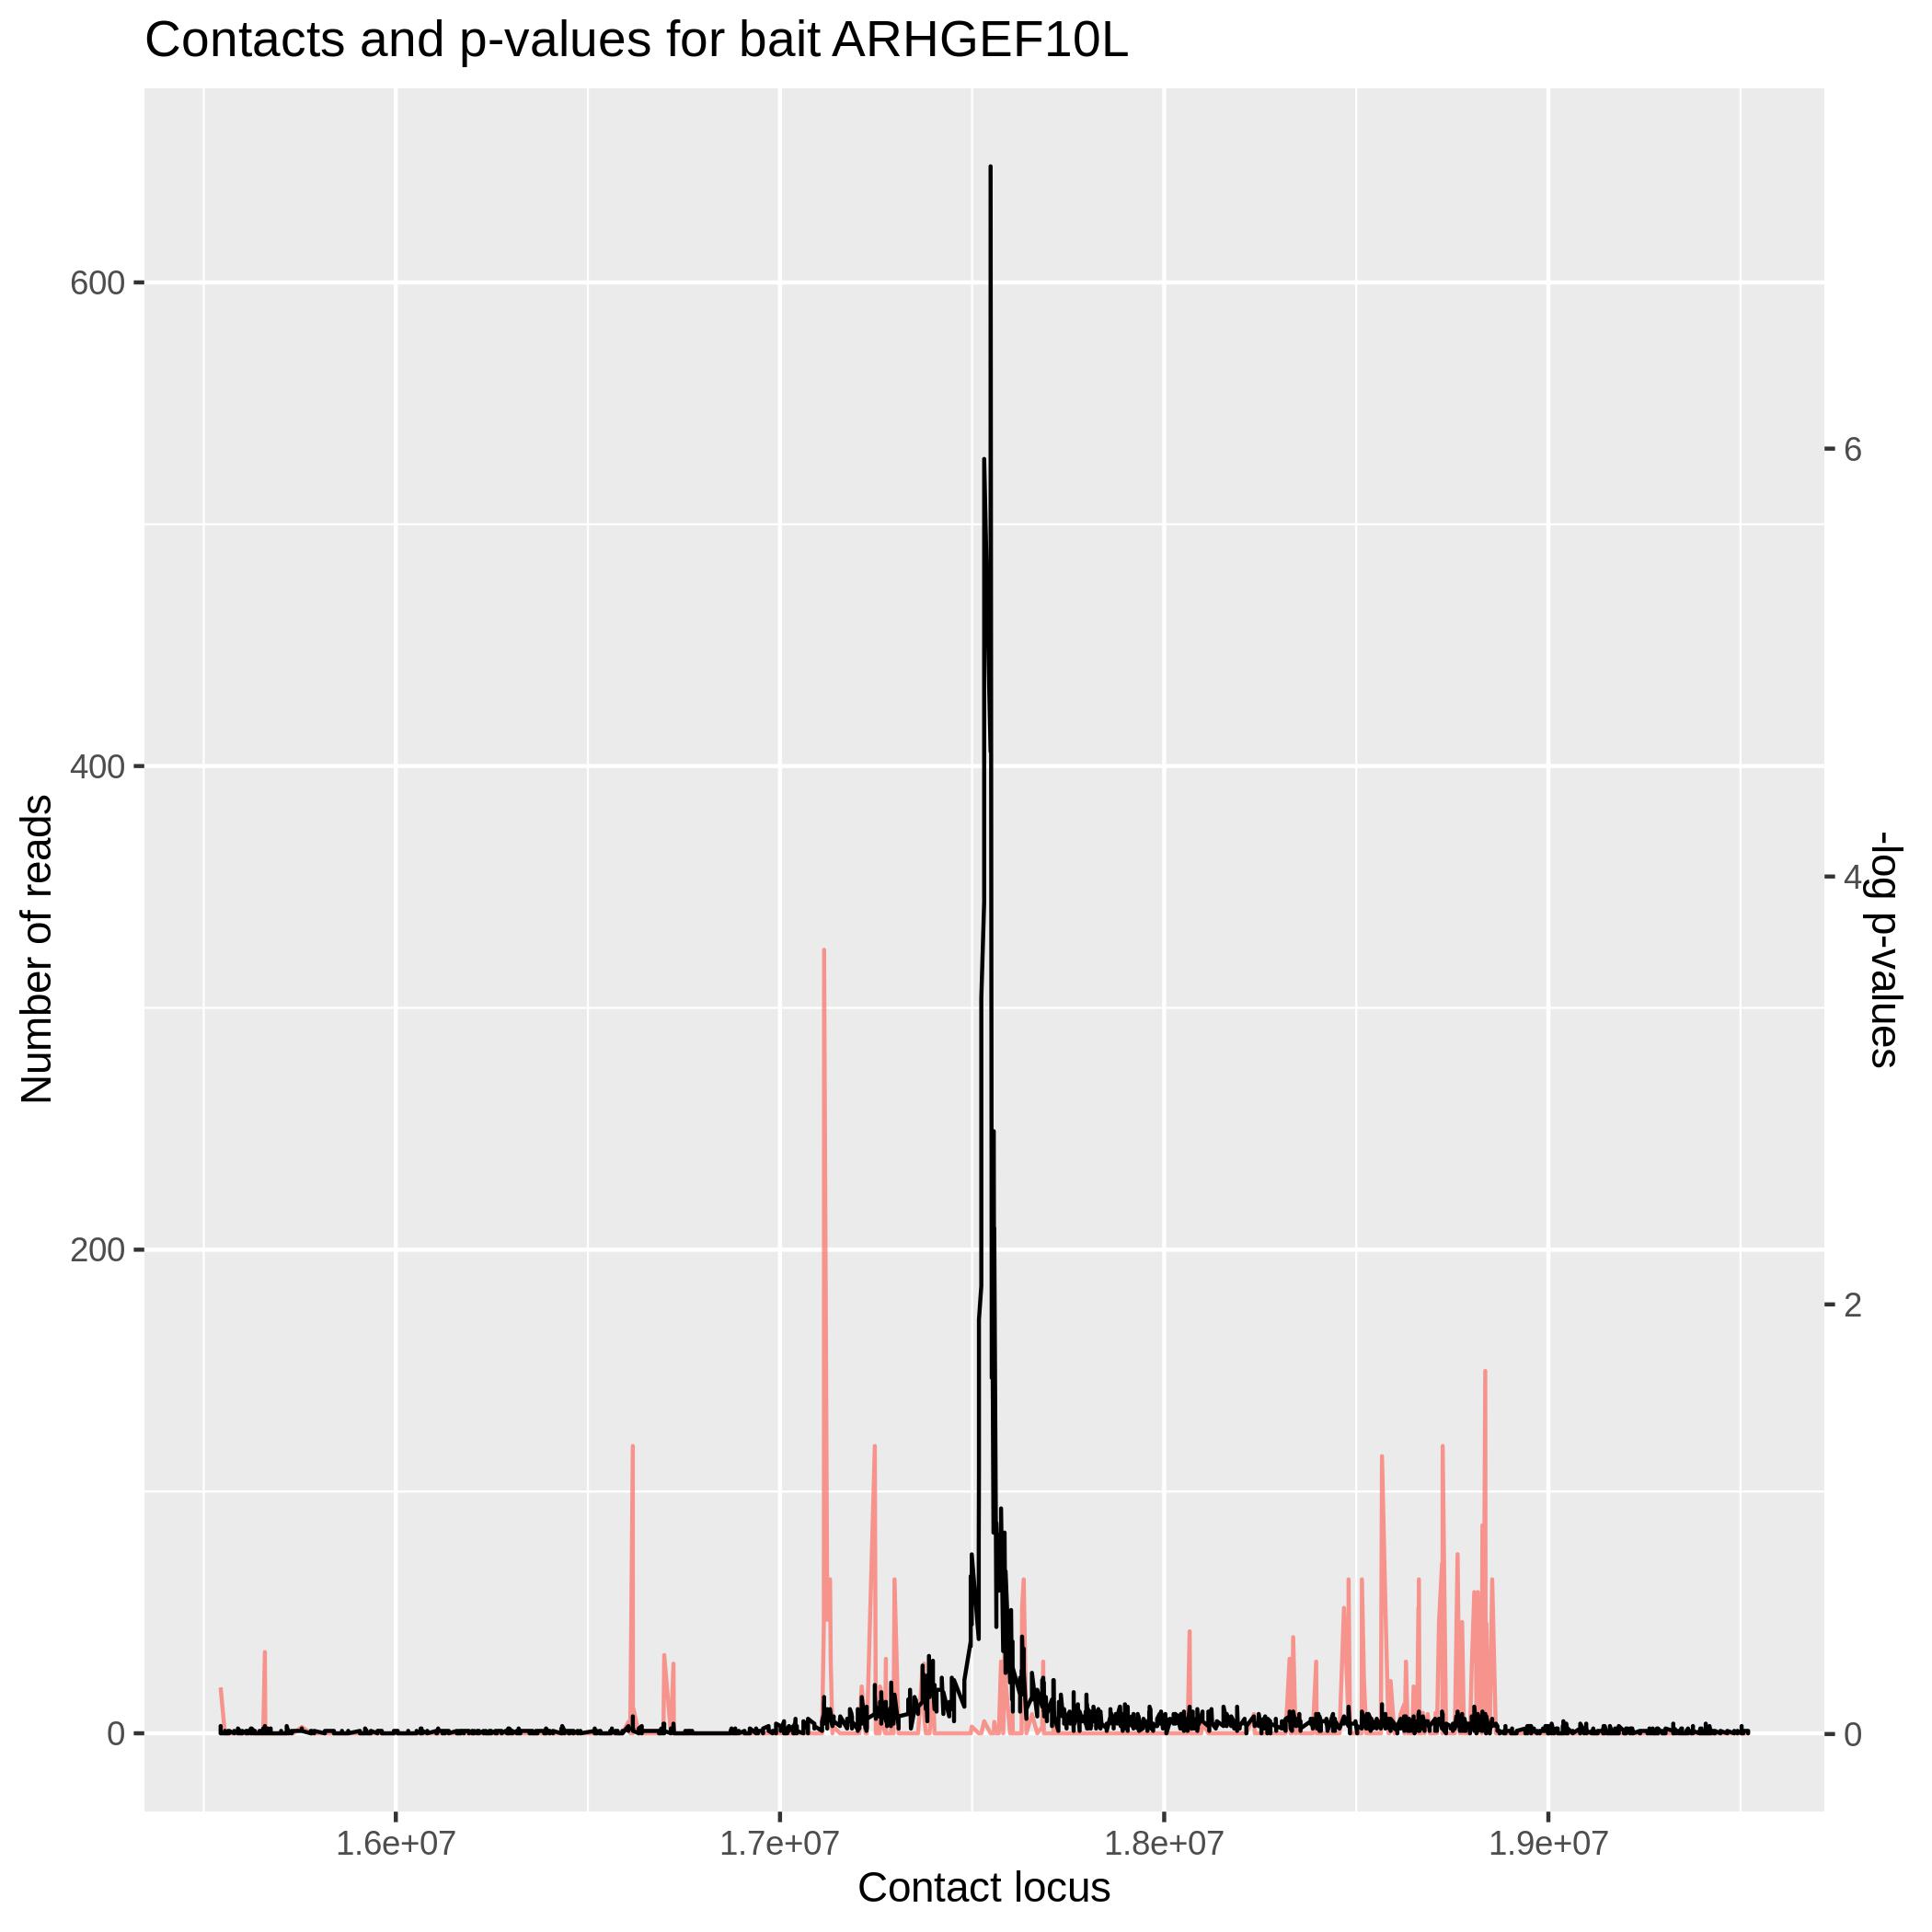 Contacts and p-values for bait ARHGEF10L
Number of reads
600
400
200
0
6
4
2
0
-log p-values
1.6e+07
1.7e+07
1.8e+07
1.9e+07
Contact locus